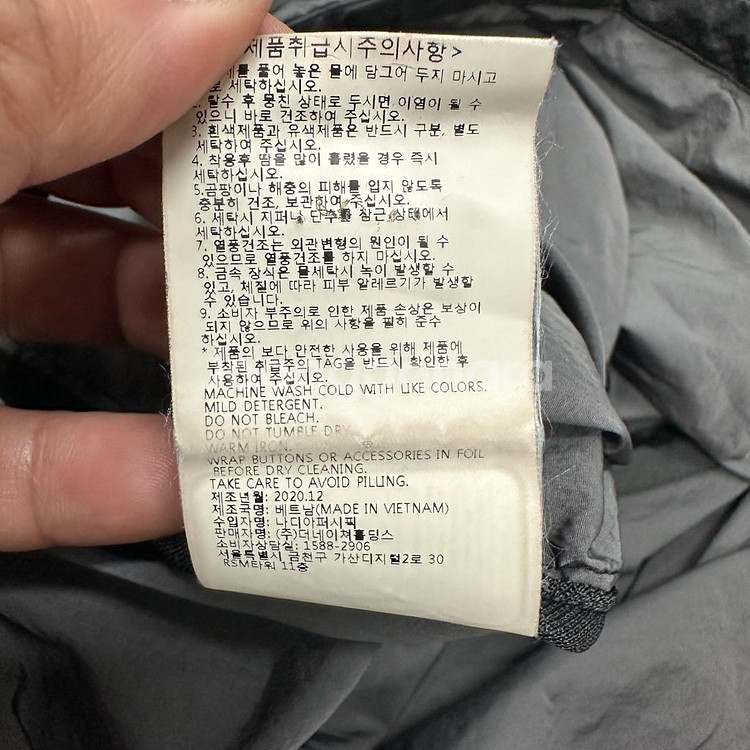 제품취급시주의사항>
풀어 놓은 물에 담그어 두지 마시고
세탁하십시오.
2. 탈수 후 뭉친 상태로 두시면 이염이 될 수
있으니 바로 건조하여 주십시오.
3. 흰색제품과 유색제품은 반드시 구분, 별도
세탁하여 주십시오.
4. 착용후 땀을 많이 흘렸을 경우 즉시
세탁하십시오.
5.곰팡이나 해충의 피해를 입지 않도록
충분히 건조, 보관하여 주십시오.
6. 세탁시 지퍼나 단추를 잠근 상태에서
세탁하십시오.
7. 열풍건조는 외관변형의 원인이 될 수
있으므로 열풍건조를 하지 마십시오.
8. 금속 장식은 물세탁시 녹이 발생할 수
있고, 체질에 따라 피부 알레르기가 발생할
수 있습니다.
9. 소비자 부주의로 인한 제품 손상은 보상이
되지 않으므로 위의 사항을 필히 준수
하십시오.
* 제품의 보다 안전한 사용을 위해 제품에
부착된 취급주의 TAG을 반드시 확인한 후
사용하여 주십시오.
MACHINE WASH COLD WITH LIKE COLORS.
MILD DETERGENT.
DO NOT BLEACH.
DO NOT TUMBLE DRY
WARM IRON.
WRAP BUTTONS OR ACCESSORIES IN FOIL
BEFORE DRY CLEANING.
TAKE CARE TO AVOID PILLING.
제조년월: 2020.12
제조국명: 베트남(MADE IN VIETNAM)
수입자명: 나디아퍼시픽
판매자명: (주)더네이쳐홀딩스
소비자상담실: 1588-2906
서울특별시 금천구 가산디지털2로 30
RSM타워 11층